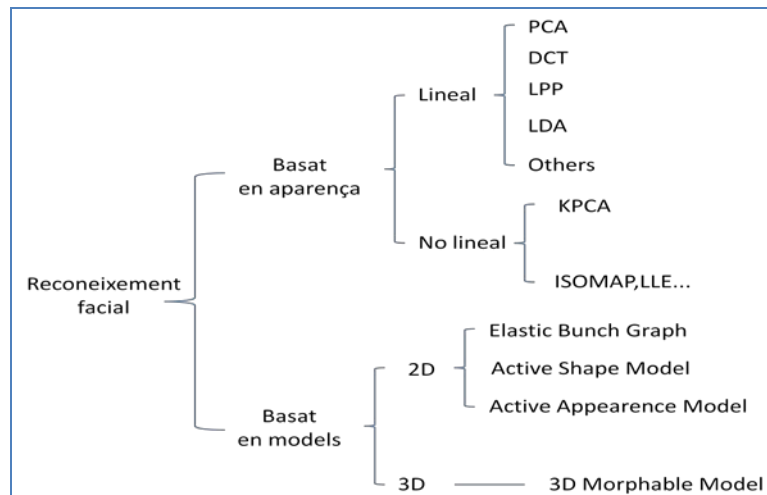 Reconeixement
facial
Basat
en aparença
Lineal
PCA
DCT
LPP
LDA
Others
No lineal
KPCA
ISOMAP,LLE...
Basat
en models
2D
Elastic Bunch Graph
Active Shape Model
Active Appearence Model
3D
3D Morphable Model